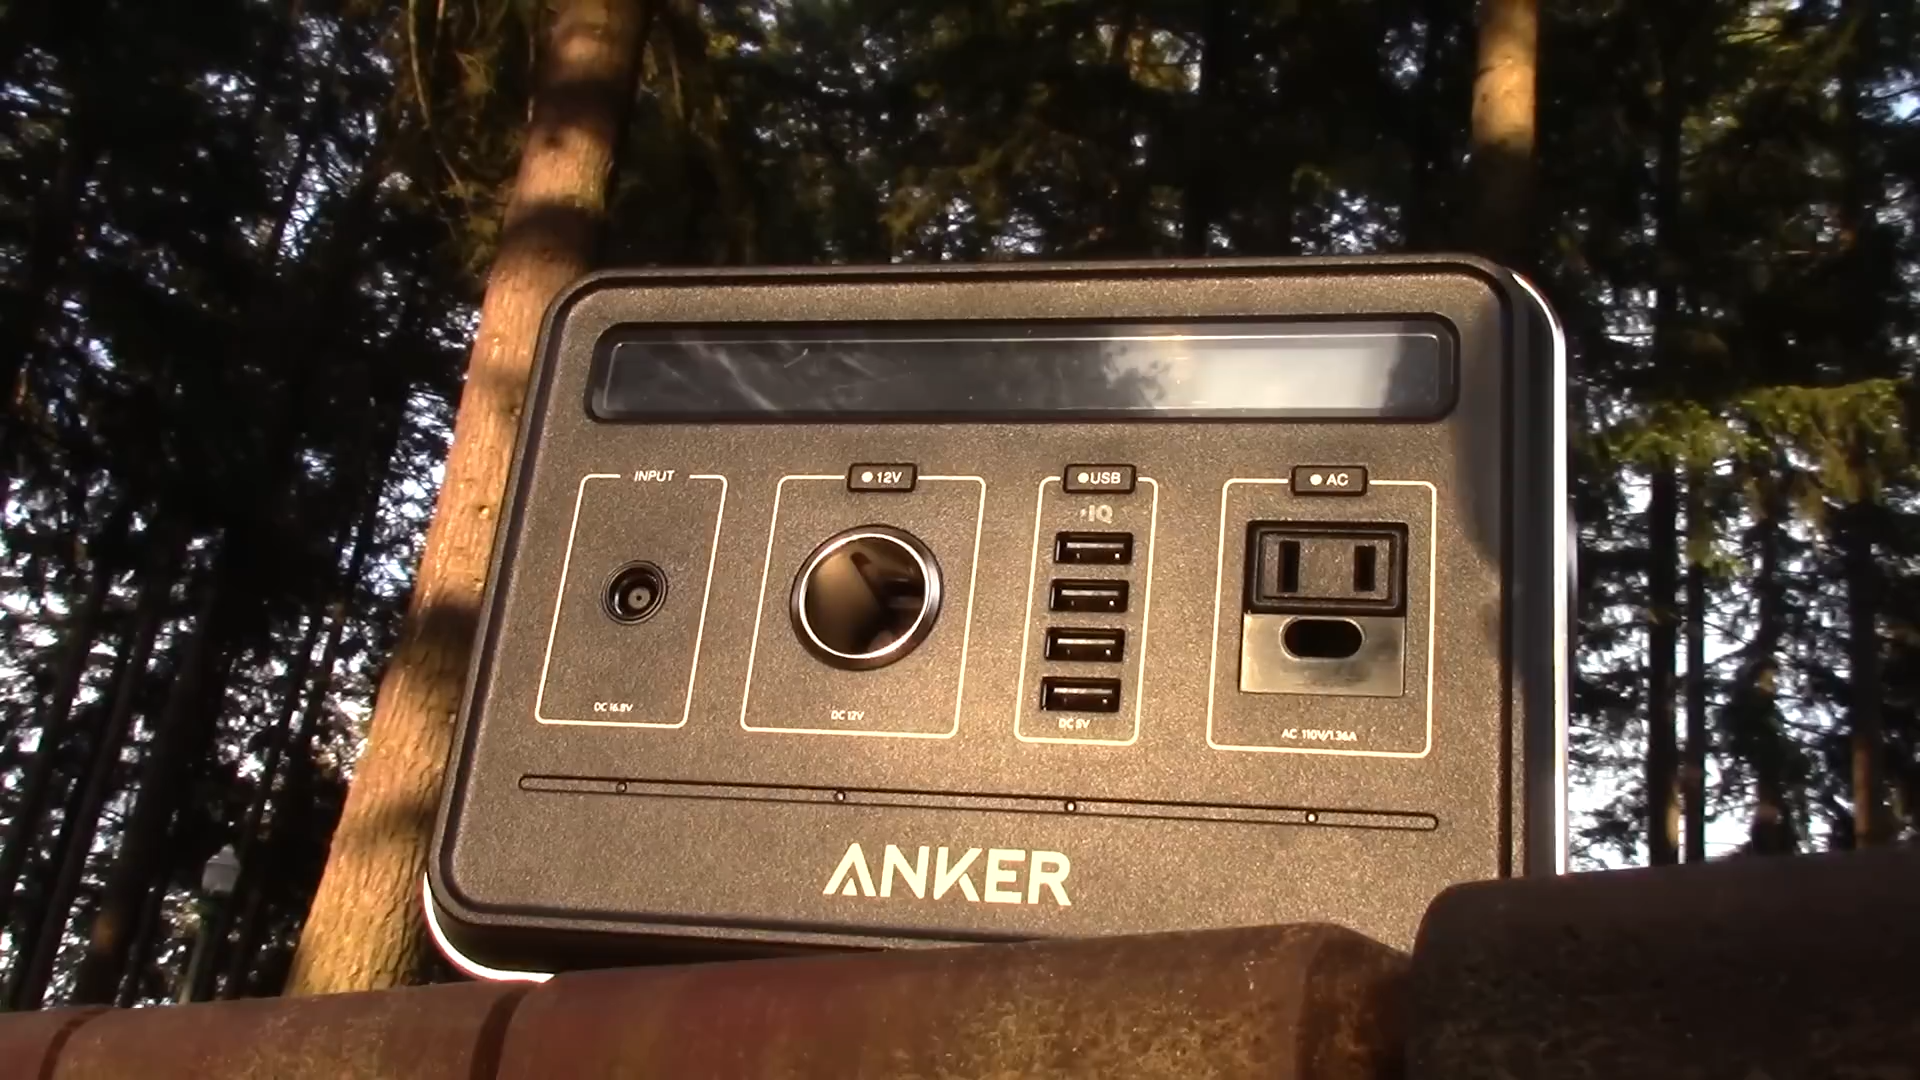 INPUT
12V
USB
AC
IQ
DC 16.8V
DC 12V
DC 5V
AC 110V/1.36A
ANKER